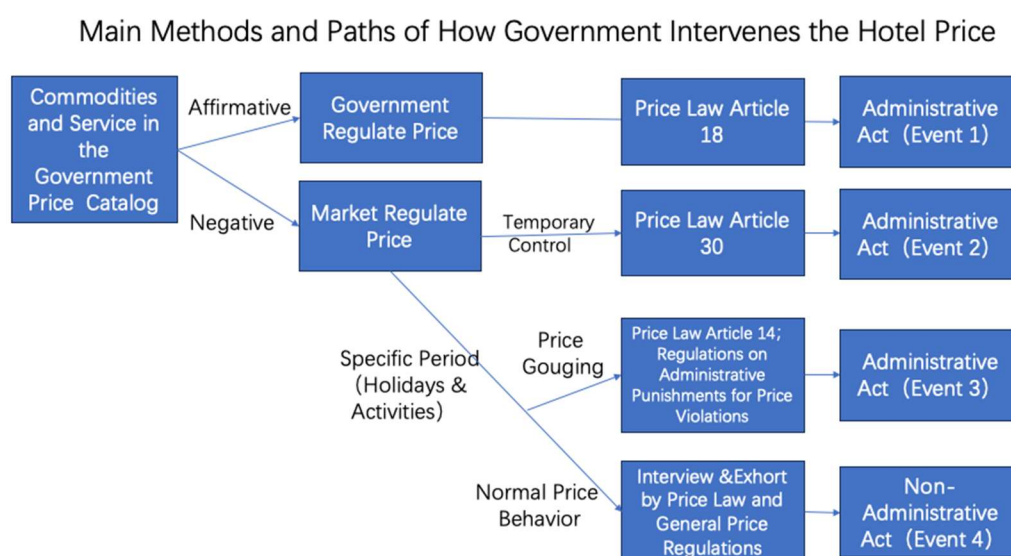 Main Methods and Paths of How Government Intervenes the Hotel Price
Commodities
and Service in
the
Government
Price Catalog
Affirmative
Negative
Government
Regulate Price
Market Regulate
Price
Price Law Article
18
Administrative
Act（Event 1）
Temporary
Control
Price Law Article
30
Administrative
Act（Event 2）
Specific Period
（Holidays &
Activities）
Price
Gouging
Price Law Article 14；
Regulations on
Administrative
Punishments for Price
Violations
Administrative
Act（Event 3）
Normal Price
Behavior
Interview &Exhort
by Price Law and
General Price
Regulations
Non-
Administrative
Act（Event 4）